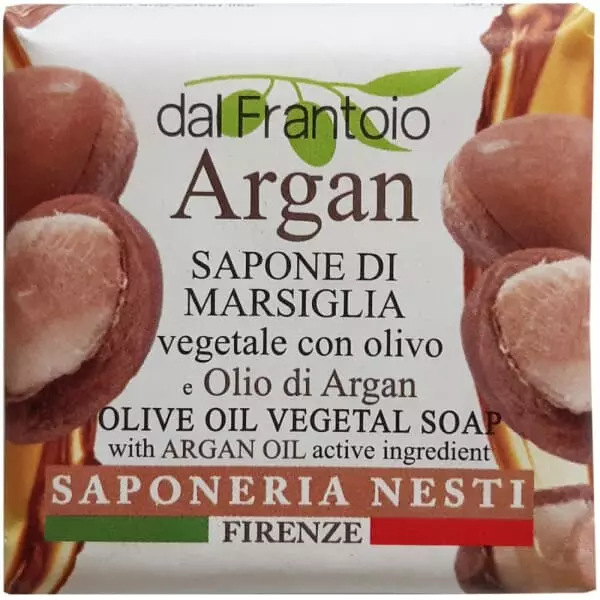 dal Frantoio
Argan
SAPONE DI
MARSIGLIA
vegetale con olivo
e Olio di Argan
OLIVE OIL VEGETAL SOAP
with ARGAN OIL active ingredient
SAPONERIA NESTI
FIRENZE